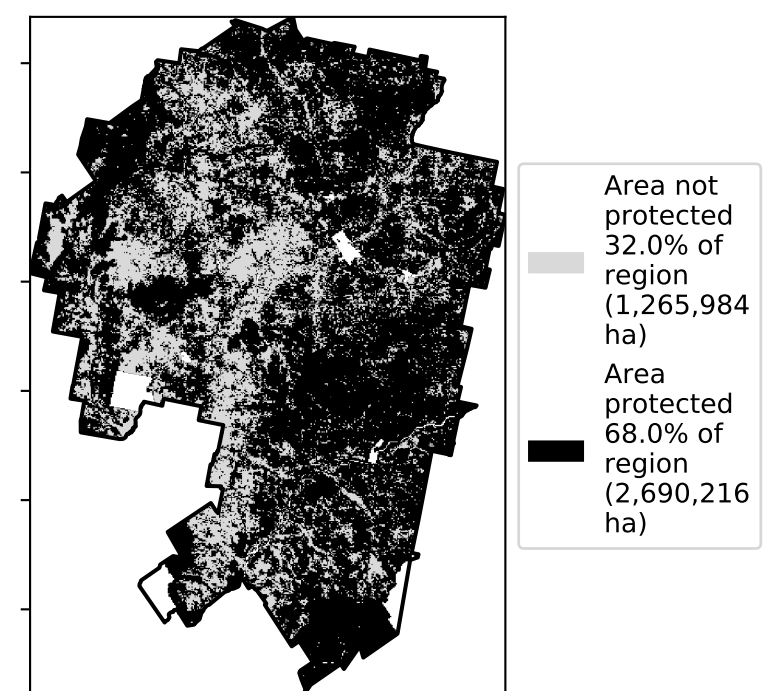 Area not
protected
32.0% of
region
(1,265,984
ha)
Area
protected
68.0% of
region
(2,690,216
ha)